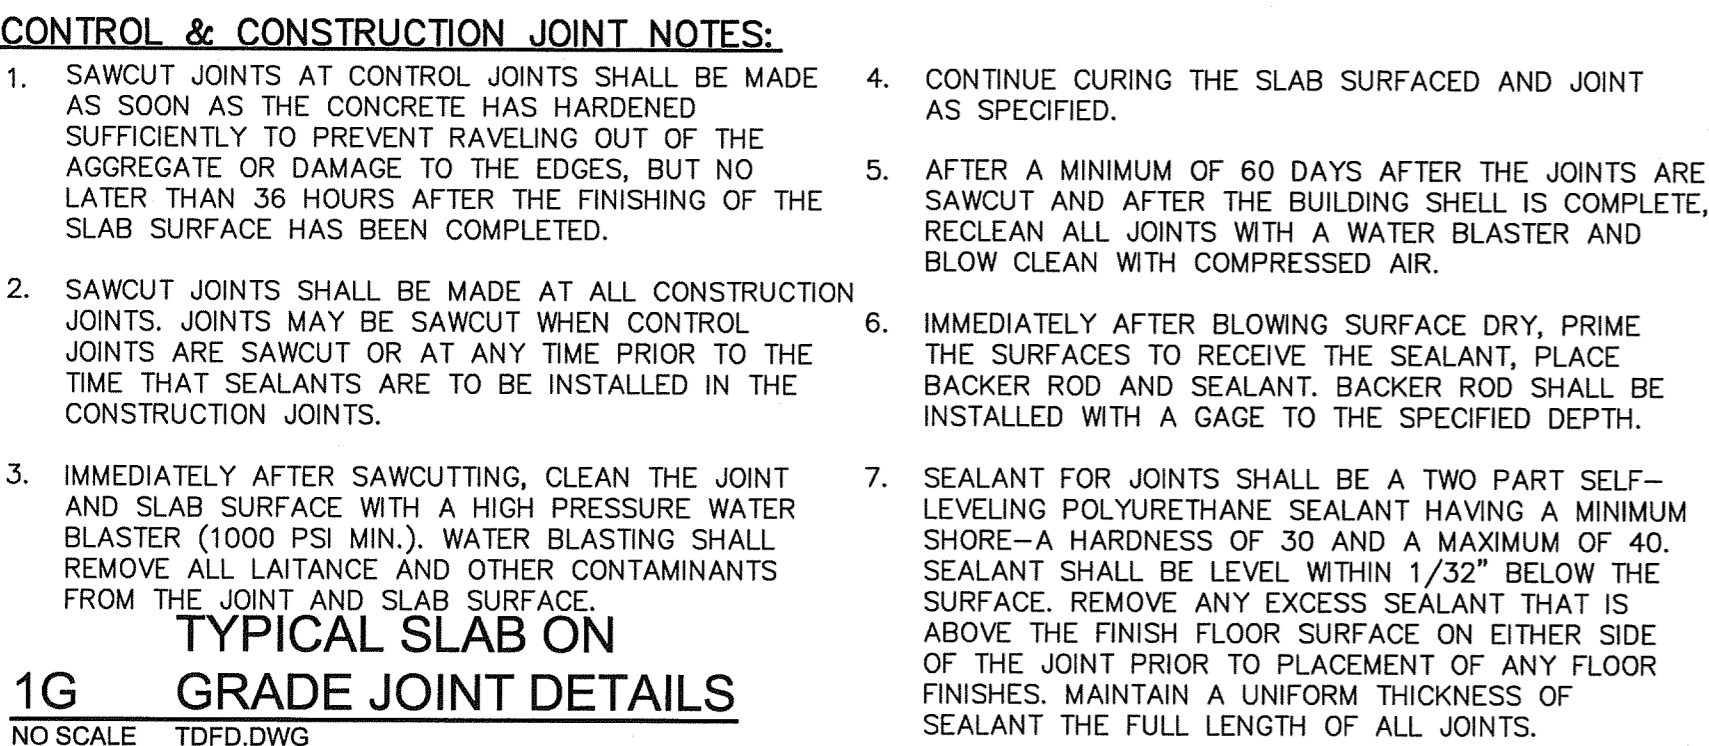 CONTROL & CONSTRUCTION JOINT NOTES:
1. SAWCUT JOINTS AT CONTROL JOINTS SHALL BE MADE
AS SOON AS THE CONCRETE HAS HARDENED
SUFFICIENTLY TO PREVENT RAVELING OUT OF THE
AGGREGATE OR DAMAGE TO THE EDGES, BUT NO
LATER THAN 36 HOURS AFTER THE FINISHING OF THE
SLAB SURFACE HAS BEEN COMPLETED.
2. SAWCUT JOINTS SHALL BE MADE AT ALL CONSTRUCTION
JOINTS. JOINTS MAY BE SAWCUT WHEN CONTROL
JOINTS ARE SAWCUT OR AT ANY TIME PRIOR TO THE
TIME THAT SEALANTS ARE TO BE INSTALLED IN THE
CONSTRUCTION JOINTS.
3. IMMEDIATELY AFTER SAWCUTTING, CLEAN THE JOINT
AND SLAB SURFACE WITH A HIGH PRESSURE WATER
BLASTER (1000 PSI MIN.). WATER BLASTING SHALL
REMOVE ALL LAITANCE AND OTHER CONTAMINANTS
FROM THE JOINT AND SLAB SURFACE.
4. CONTINUE CURING THE SLAB SURFACED AND JOINT
AS SPECIFIED.
5. AFTER A MINIMUM OF 60 DAYS AFTER THE JOINTS ARE
SAWCUT AND AFTER THE BUILDING SHELL IS COMPLETE,
RECLEAN ALL JOINTS WITH A WATER BLASTER AND
BLOW CLEAN WITH COMPRESSED AIR.
6. IMMEDIATELY AFTER BLOWING SURFACE DRY, PRIME
THE SURFACES TO RECEIVE THE SEALANT, PLACE
BACKER ROD AND SEALANT. BACKER ROD SHALL BE
INSTALLED WITH A GAGE TO THE SPECIFIED DEPTH.
7. SEALANT FOR JOINTS SHALL BE A TWO PART SELF-
LEVELING POLYURETHANE SEALANT HAVING A MINIMUM
SHORE-A HARDNESS OF 30 AND A MAXIMUM OF 40.
SEALANT SHALL BE LEVEL WITHIN 1/32" BELOW THE
SURFACE. REMOVE ANY EXCESS SEALANT THAT IS
ABOVE THE FINISH FLOOR SURFACE ON EITHER SIDE
OF THE JOINT PRIOR TO PLACEMENT OF ANY FLOOR
FINISHES. MAINTAIN A UNIFORM THICKNESS OF
SEALANT THE FULL LENGTH OF ALL JOINTS.
TYPICAL SLAB ON
1G GRADE JOINT DETAILS
NO SCALE TDFD.DWG